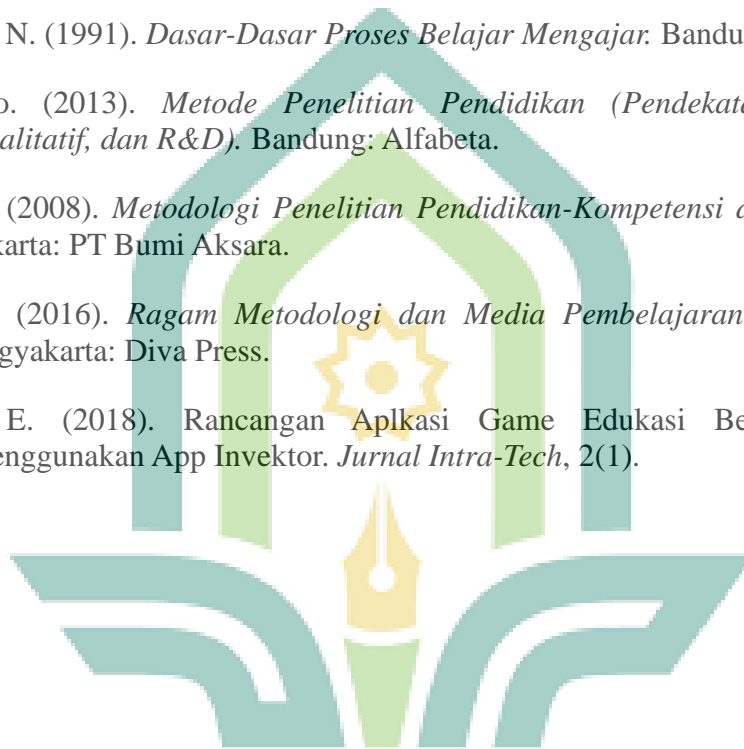 N. (1991). Dasar-Dasar Proses Belajar Mengajar. Bandu
o. (2013). Metode Penelitian Pendidikan (Pendekat
alitatif, dan R&D). Bandung: Alfabeta.
(2008). Metodologi Penelitian Pendidikan-Kompetensi d
karta: PT Bumi Aksara.
(2016). Ragam Metodologi dan Media Pembelajaran
gyakarta: Diva Press.
E. (2018). Rancangan Aplkasi Game Edukasi Be
enggunakan App Invektor. Jurnal Intra-Tech, 2(1).